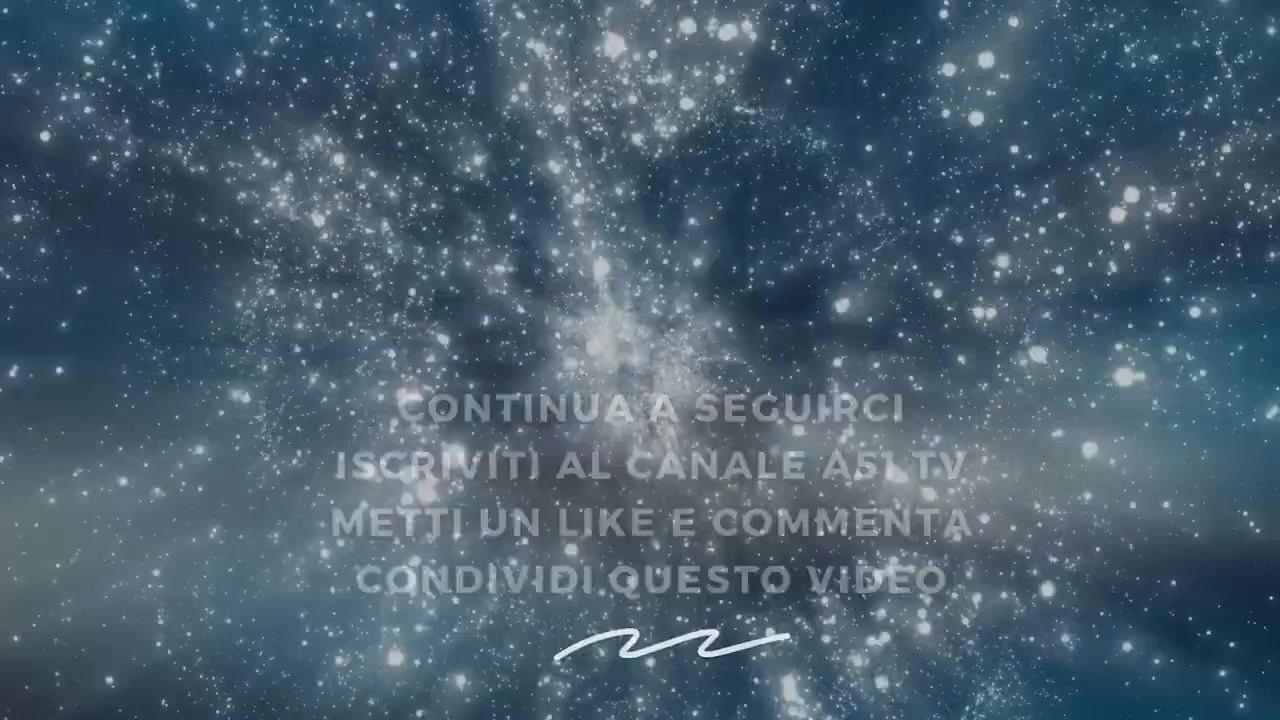 CONTINUA A SEGUIRCI
ISCRIVITI AL CANALE A51 TV
METTI UN LIKE E COMMENTA
CONDIVIDI QUESTO VIDEO